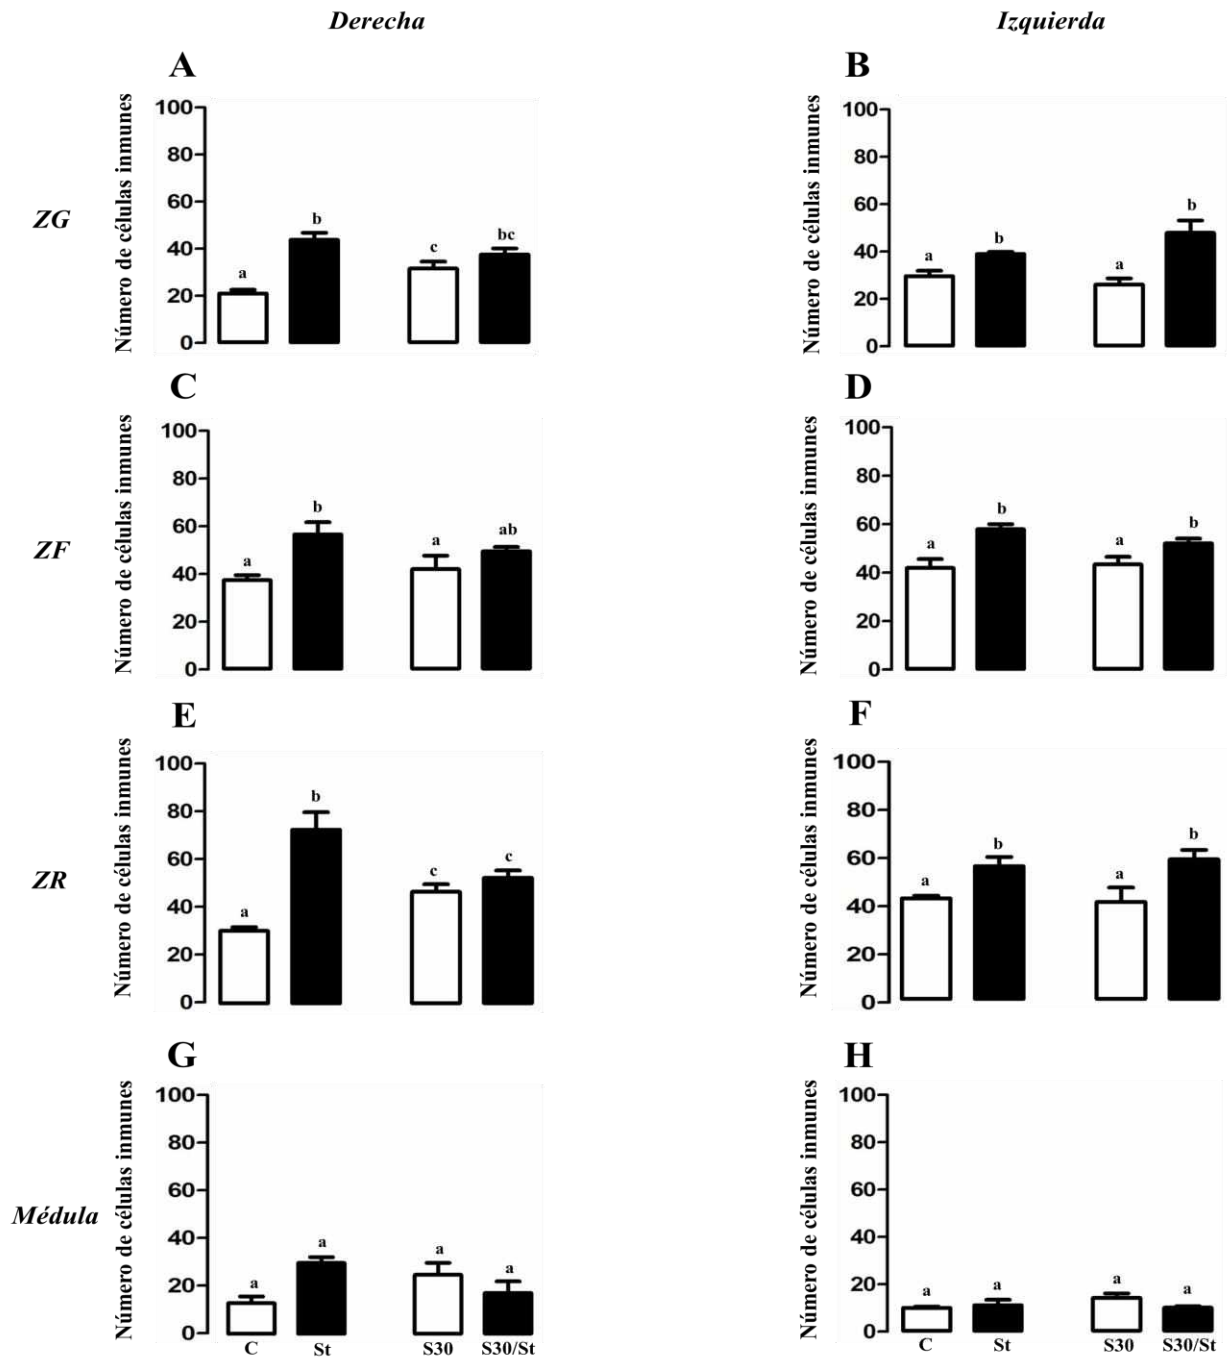 Derecha
Izquierda
A
B
ZG
Número de células inmunes
100
80
60
40
20
0
a
b
c
bc
Número de células inmunes
100
80
60
40
20
0
a
b
a
b
C
D
ZF
Número de células inmunes
100
80
60
40
20
0
a
b
a
ab
Número de células inmunes
100
80
60
40
20
0
a
b
a
b
E
F
ZR
Número de células inmunes
100
80
60
40
20
0
a
b
c
c
Número de células inmunes
100
80
60
40
20
0
a
b
a
b
G
H
Médula
Número de células inmunes
100
80
60
40
20
0
a
a
a
a
C St S30 S30/St
Número de células inmunes
100
80
60
40
20
0
a
a
a
a
C St S30 S30/St